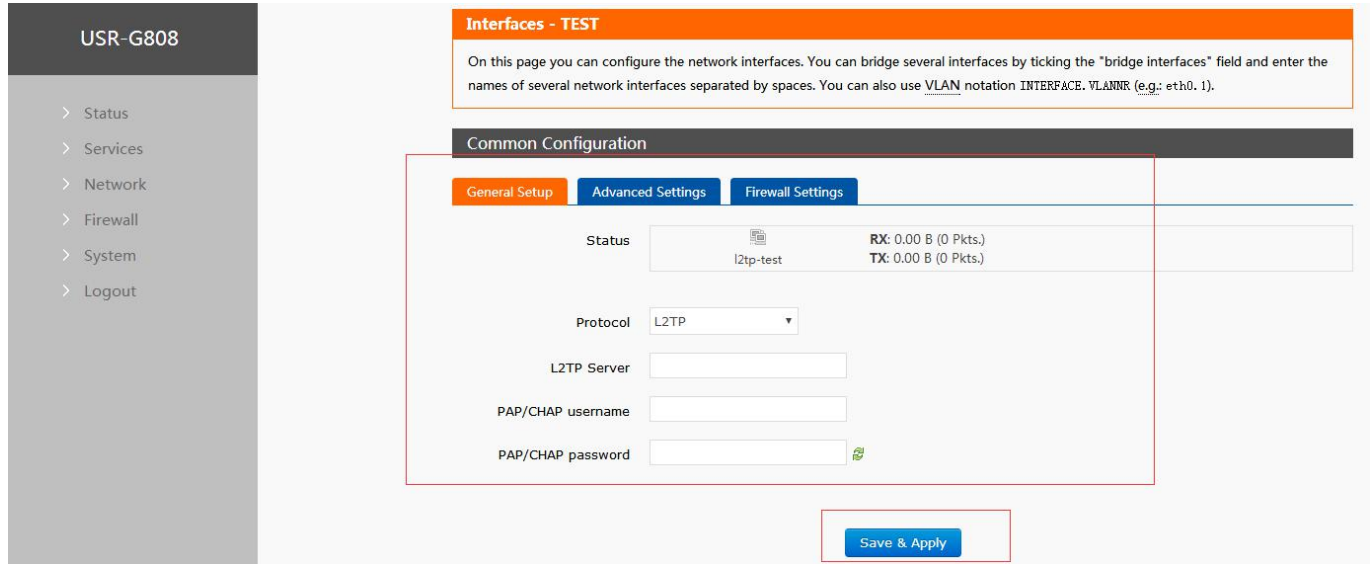 USR-G808
Status
Services
Network
Firewall
System
Logout
Interfaces - TEST
On this page you can configure the network interfaces. You can bridge several interfaces by ticking the "bridge interfaces" field and enter the
names of several network interfaces separated by spaces. You can also use VLAN notation INTERFACE.VLANNR (e.g.: eth0.1).
Common Configuration
General Setup Advanced Settings Firewall Settings
Status RX: 0.00 B (0 Pkts.)
l2tp-test TX: 0.00 B (0 Pkts.)
Protocol L2TP
L2TP Server
PAP/CHAP username
PAP/CHAP password
Save & Apply